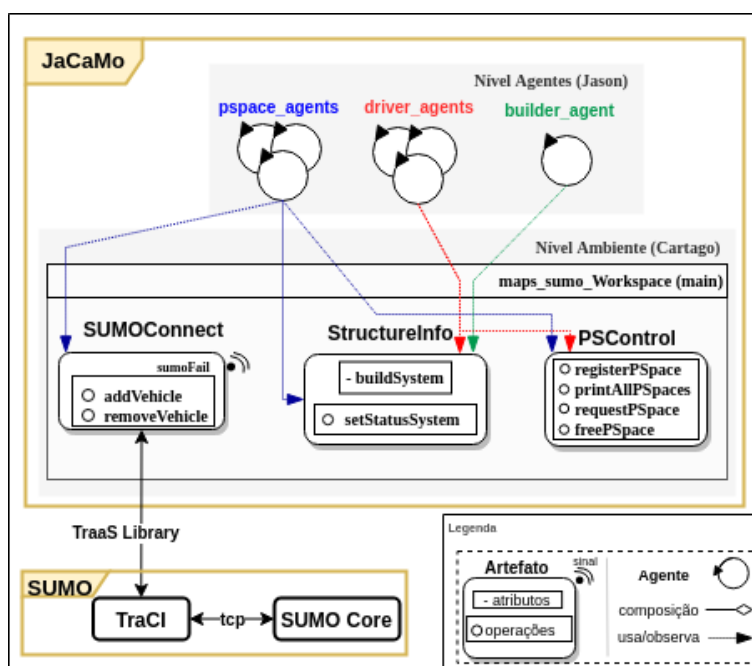 JaCaMo
Nível Agentes (Jason)
pspace_agents
driver_agents
builder_agent
Nível Ambiente (Cartago)
maps_sumo_Workspace (main)
SUMOConnect
sumoFail
addVehicle
removeVehicle
StructureInfo
- buildSystem
setStatusSystem
PSControl
registerPSpace
printAllPSpaces
requestPSpace
freePSpace
TraaS Library
SUMO
TraCI
tcp
SUMO Core
Legenda
Artefato
sinal
- atributos
operações
Agente
composição
usa/observa